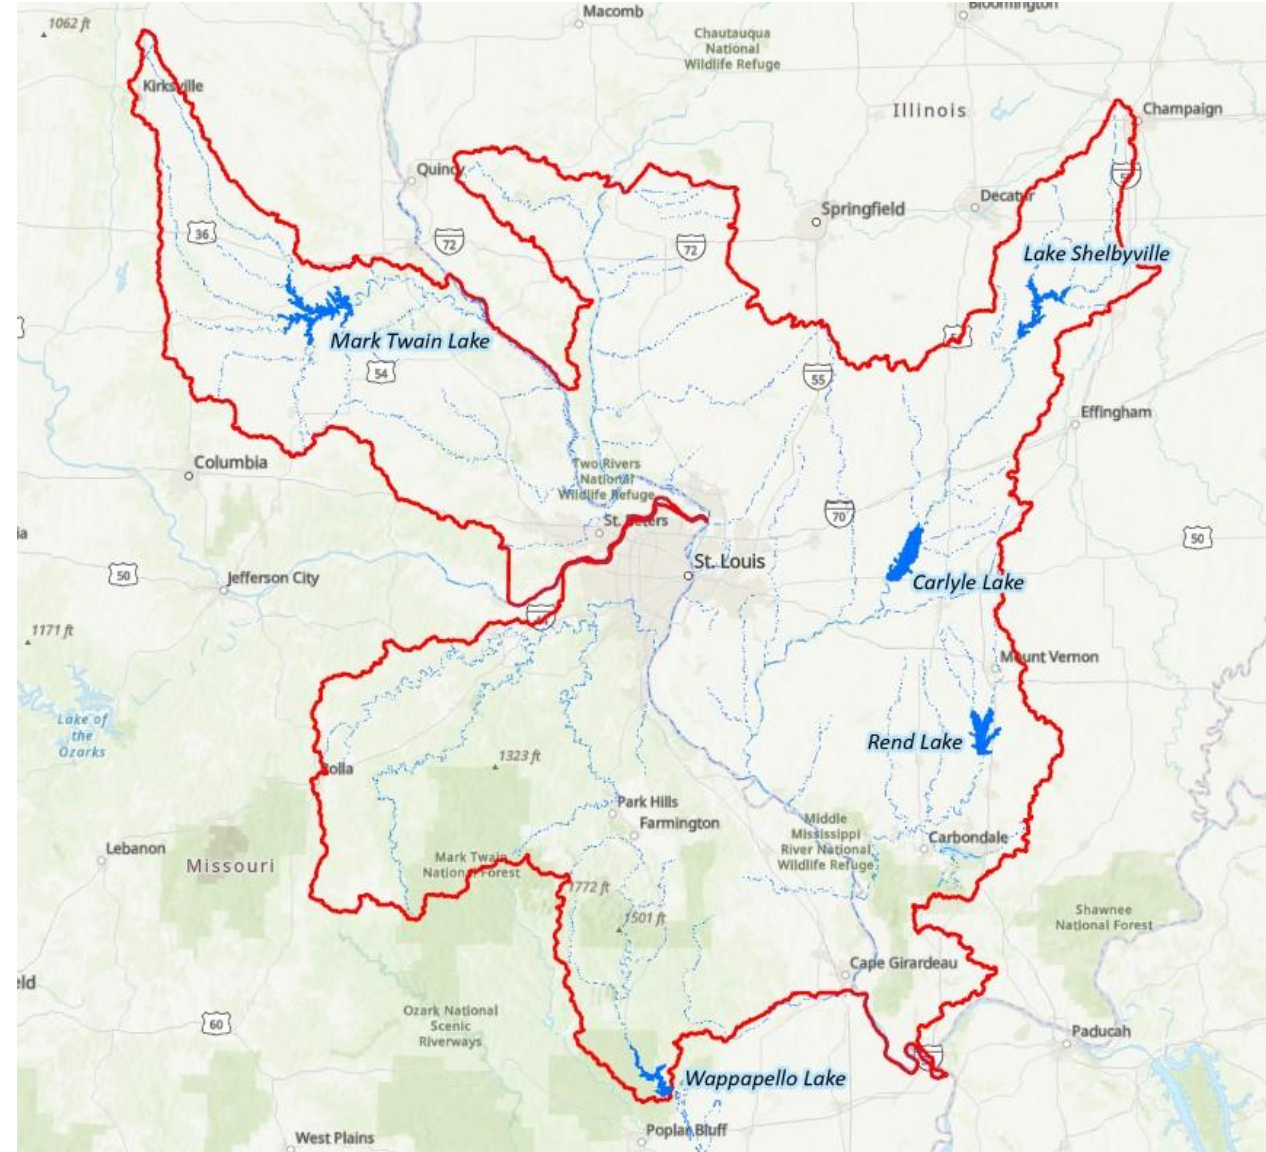 1062 ft
Macomb
Bloomington
Chautauqua
National
Wildlife Refuge
Kirksville
Illinois
Champaign
Quincy
Decatur
Springfield
36
72
72
Lake Shelbyville
Mark Twain Lake
54
55
Effingham
Columbia
Two Rivers
National
Wildlife Refuge
St. Peters
70
50
50
St. Louis
Jefferson City
Carlyle Lake
1171 ft
Mount Vernon
Lake of
the
Ozarks
Rend Lake
1323 ft
Rolla
Park Hills
Farmington
Middle
Mississippi
River National
Wildlife Refuge
Carbondale
Lebanon
Missouri
Mark Twain
National Forest
1772 ft
1501 ft
Shawnee
National Forest
Cape Girardeau
Ozark National
Scenic
Riverways
60
Paducah
Wappapello Lake
Poplar Bluff
West Plains